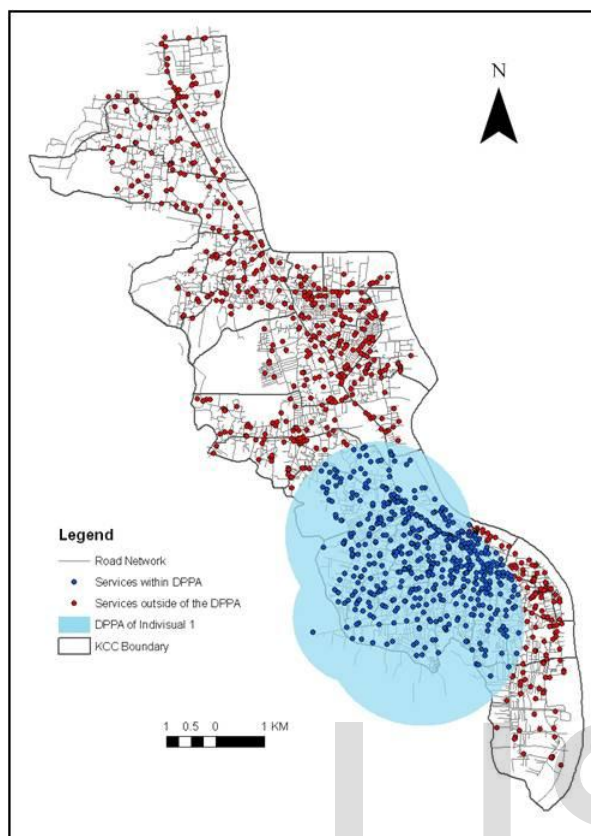 N
Legend
Road Network
Services within DPPA
Services outside of the DPPA
DPPA of Indivisual 1
KCC Boundary
1 0.5 0 1 KM